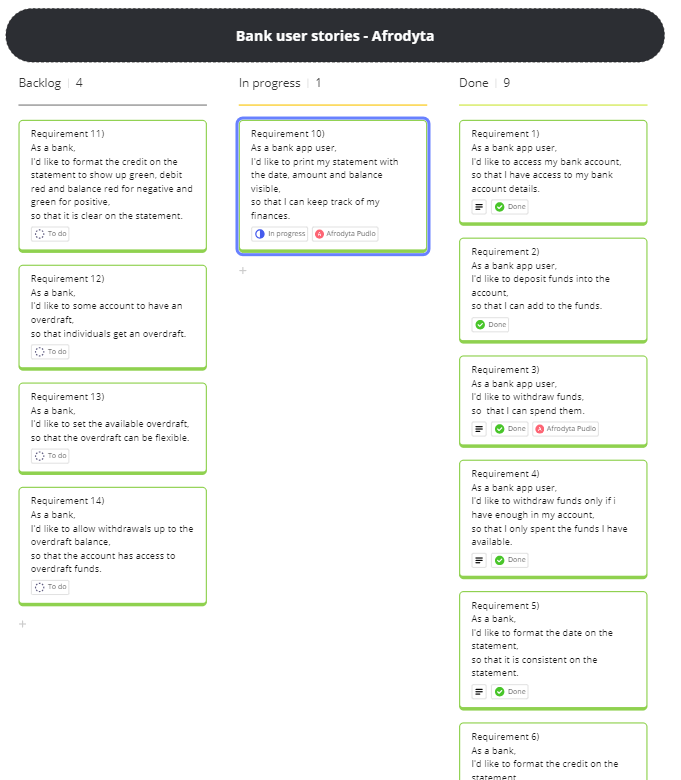 Bank user stories - Afrodyta
Backlog | 4
Requirement 11)
As a bank,
I'd like to format the credit on the
statement to show up green, debit
red and balance red for negative and
green for positive,
so that it is clear on the statement.
To do
Requirement 12)
As a bank,
I'd like to some account to have an
overdraft,
so that individuals get an overdraft.
To do
Requirement 13)
As a bank,
I'd like to set the available overdraft,
so that the overdraft can be flexible.
To do
Requirement 14)
As a bank,
I'd like to allow withdrawals up to the
overdraft balance,
so that the account has access to
overdraft funds.
To do
+
In progress | 1
Requirement 10)
As a bank app user,
I'd like to print my statement with
the date, amount and balance
visible,
so that I can keep track of my
finances.
In progress A Afrodyta Pudlo
+
Done | 9
Requirement 1)
As a bank app user,
I'd like to access my bank account,
so that I have access to my bank
account details.
Done
Requirement 2)
As a bank app user,
I'd like to deposit funds into the
account,
so that I can add to the funds.
Done
Requirement 3)
As a bank app user,
I'd like to withdraw funds,
so that I can spend them.
Done A Afrodyta Pudlo
Requirement 4)
As a bank app user,
I'd like to withdraw funds only if i
have enough in my account,
so that I only spent the funds I have
available.
Done
Requirement 5)
As a bank,
I'd like to format the date on the
statement,
so that it is consistent on the
statement.
Done
Requirement 6)
As a bank,
I'd like to format the credit on the
statement